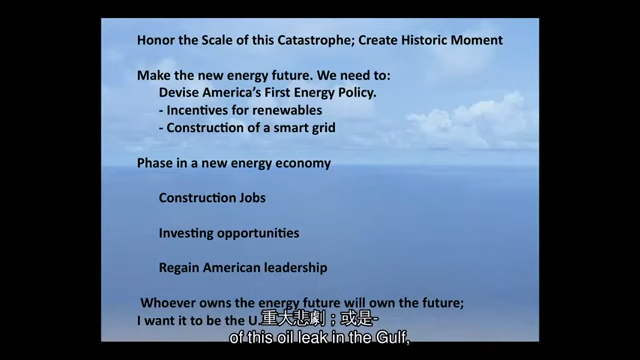 Honor the Scale of this Catastrophe; Create Historic Moment
Make the new energy future. We need to:
Devise America's First Energy Policy.
- Incentives for renewables
- Construction of a smart grid
Phase in a new energy economy
Construction Jobs
Investing opportunities
Regain American leadership
Whoever owns the energy future will own the future;
I want it to be the U.
重大悲劇；或是-
of this oil leak in the Gulf,